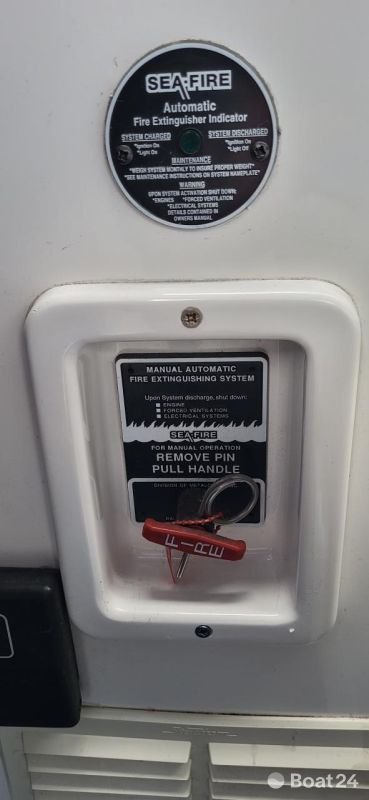 SEA-FIRE
Automatic
Fire Extinguisher Indicator
SYSTEM CHARGED
*Ignition On
*Light On
SYSTEM DISCHARGED
*Ignition On
*Light Off
MAINTENANCE
*WEIGH SYSTEM MONTHLY TO INSURE PROPER WEIGHT*
*SEE MAINTENANCE INSTRUCTIONS ON SYSTEM NAMEPLATE*
WARNING
UPON SYSTEM ACTIVATION SHUT DOWN:
*ENGINES *FORCED VENTILATION
*ELECTRICAL SYSTEMS
DETAILS CONTAINED IN
OWNERS MANUAL
MANUAL AUTOMATIC
FIRE EXTINGUISHING SYSTEM
Upon System discharge, shut down:
ENGINE
FORCED VENTILATION
ELECTRICAL SYSTEMS
SEA-FIRE
FOR MANUAL OPERATION
REMOVE PIN
PULL HANDLE
DIVISION OF
FIRE
Boat24